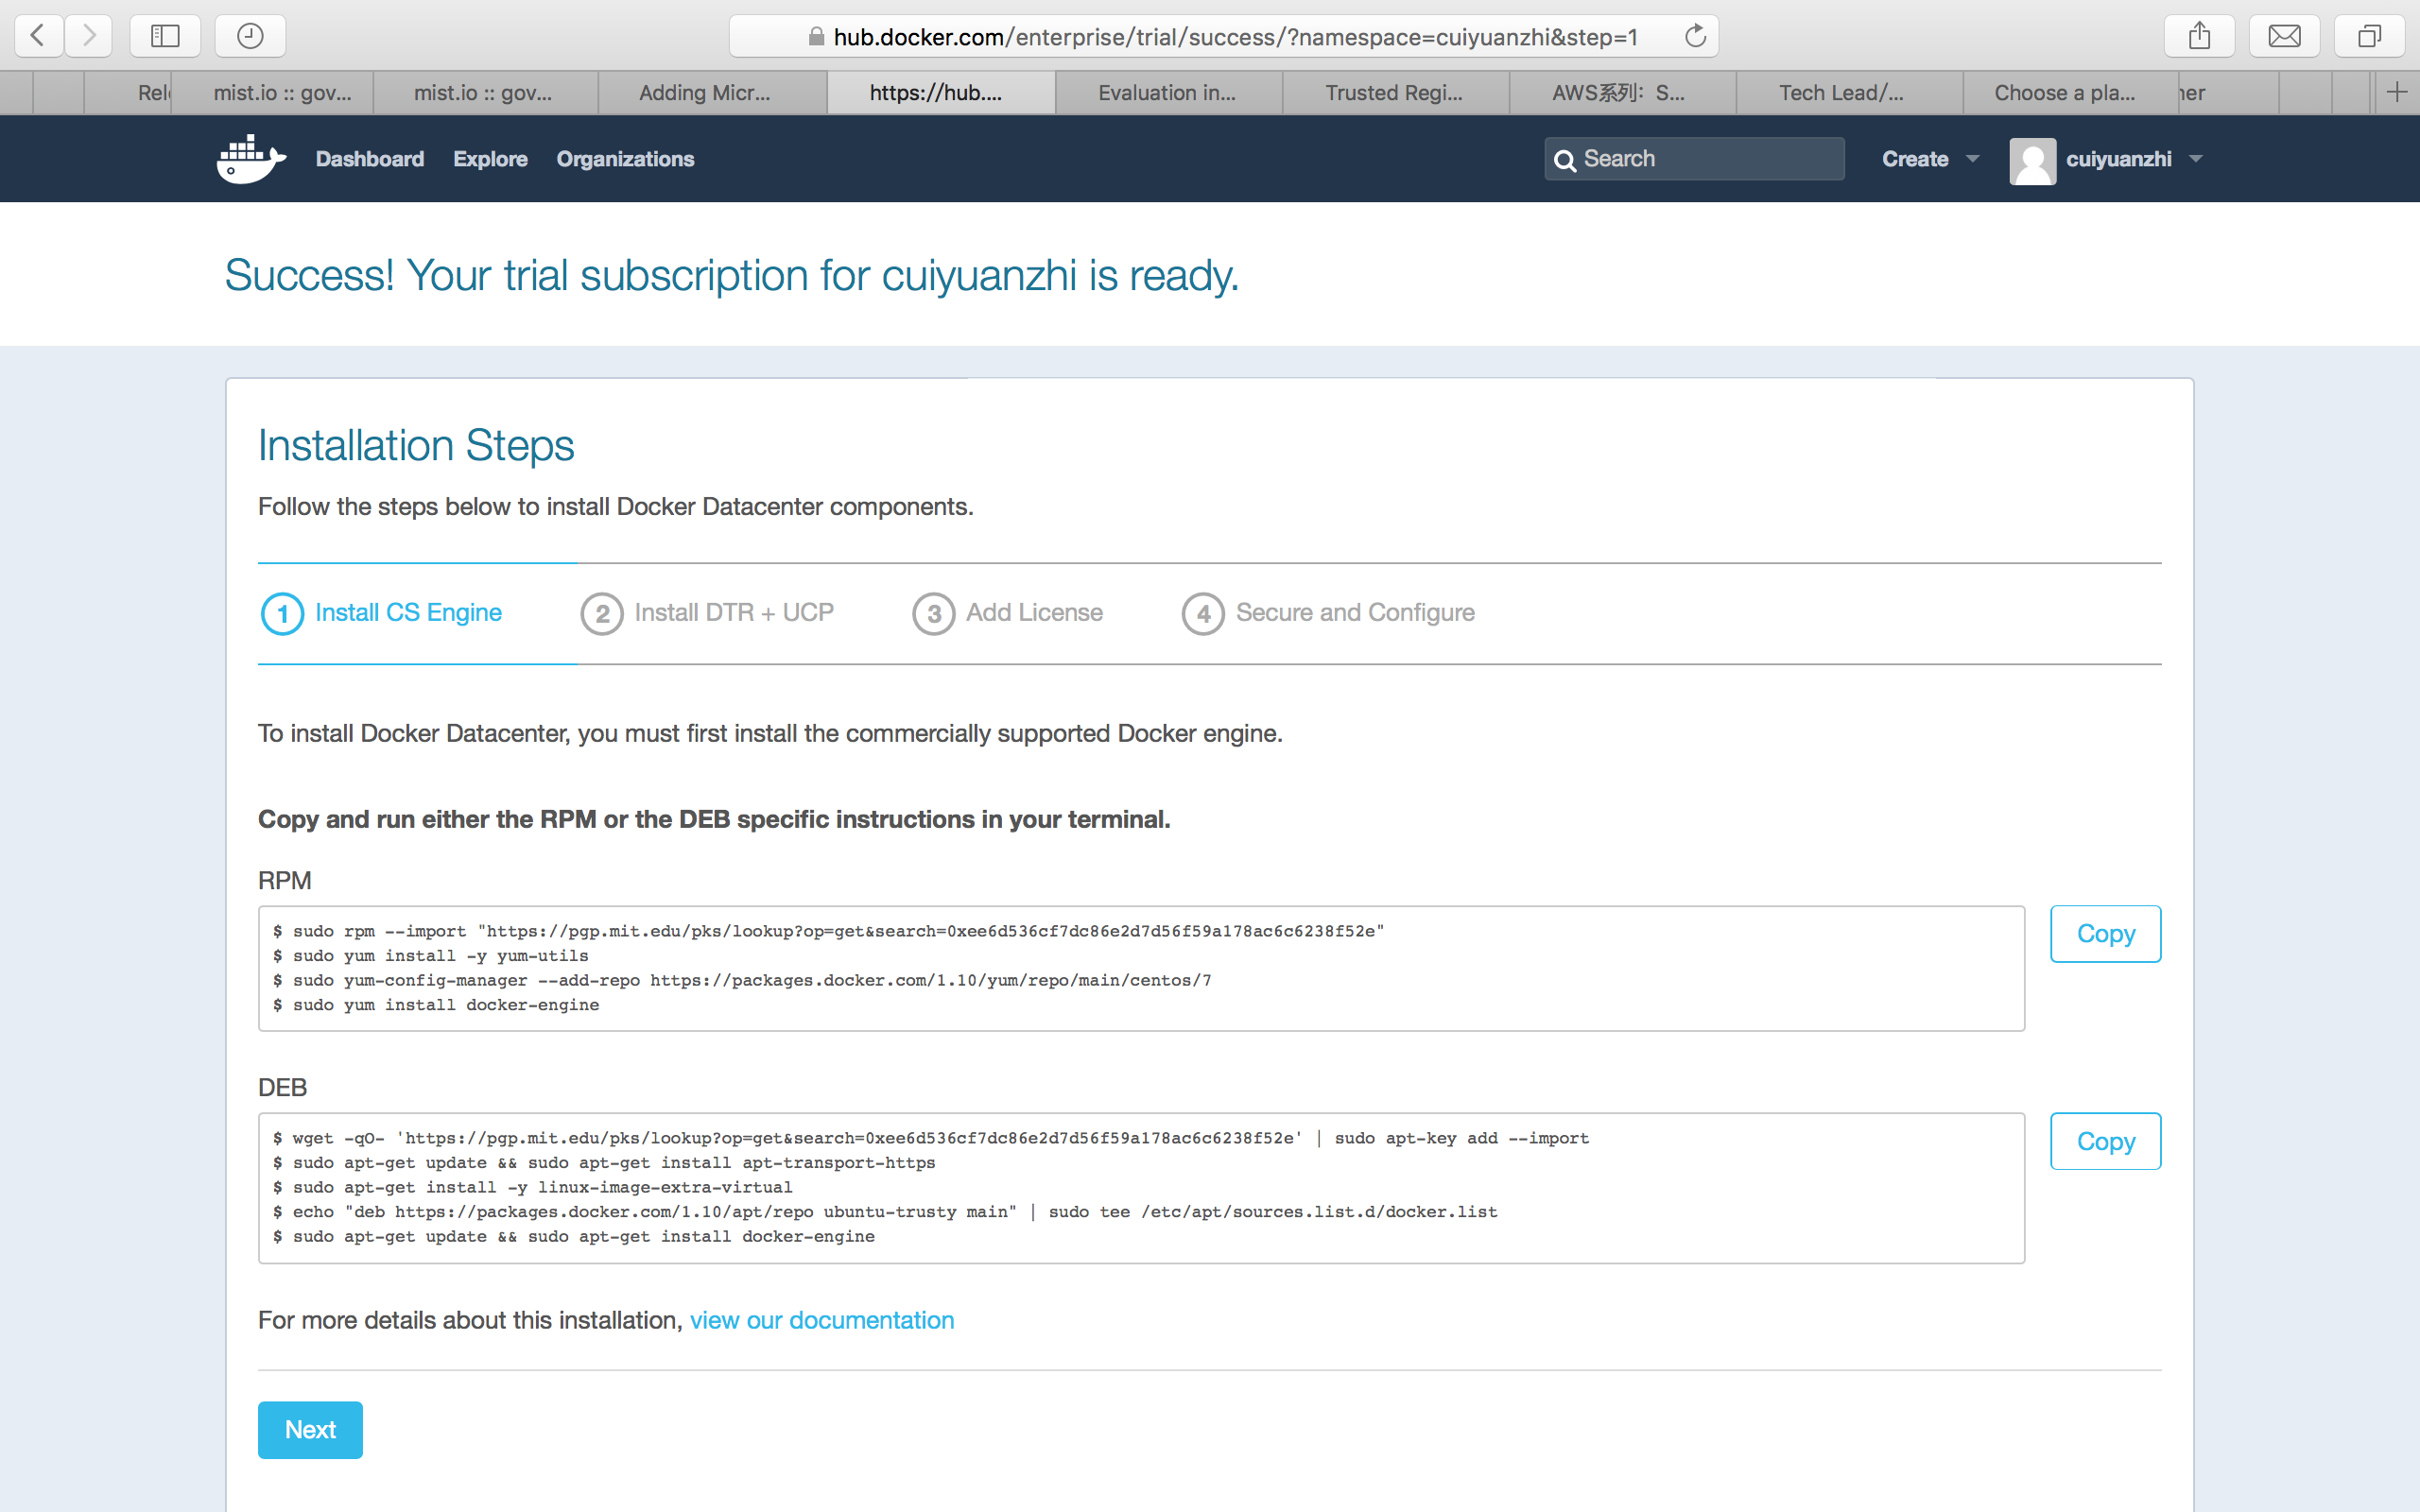 hub.docker.com/enterprise/trial/success/?namespace=cuiyuanzhi&step=1
mist.io :: gov... mist.io :: gov... Adding Micr... https://hub.... Evaluation in... Trusted Regi... AWS系列：S... Tech Lead/... Choose a pla...
Dashboard Explore Organizations Search Create cuiyuanzhi
Success! Your trial subscription for cuiyuanzhi is ready.
Installation Steps
Follow the steps below to install Docker Datacenter components.
1 Install CS Engine 2 Install DTR + UCP 3 Add License 4 Secure and Configure
To install Docker Datacenter, you must first install the commercially supported Docker engine.
Copy and run either the RPM or the DEB specific instructions in your terminal.
RPM
$ sudo rpm --import "https://pgp.mit.edu/pks/lookup?op=get&search=0xee6d536cf7dc86e2d7d56f59a178ac6c6238f52e"
Copy
$ sudo yum install -y yum-utils
$ sudo yum-config-manager --add-repo https://packages.docker.com/1.10/yum/repo/main/centos/7
$ sudo yum install docker-engine
DEB
$ wget -qO- 'https://pgp.mit.edu/pks/lookup?op=get&search=0xee6d536cf7dc86e2d7d56f59a178ac6c6238f52e' | sudo apt-key add --import
Copy
$ sudo apt-get update && sudo apt-get install apt-transport-https
$ sudo apt-get install -y linux-image-extra-virtual
$ echo "deb https://packages.docker.com/1.10/apt/repo ubuntu-trusty main" | sudo tee /etc/apt/sources.list.d/docker.list
$ sudo apt-get update && sudo apt-get install docker-engine
For more details about this installation, view our documentation
Next